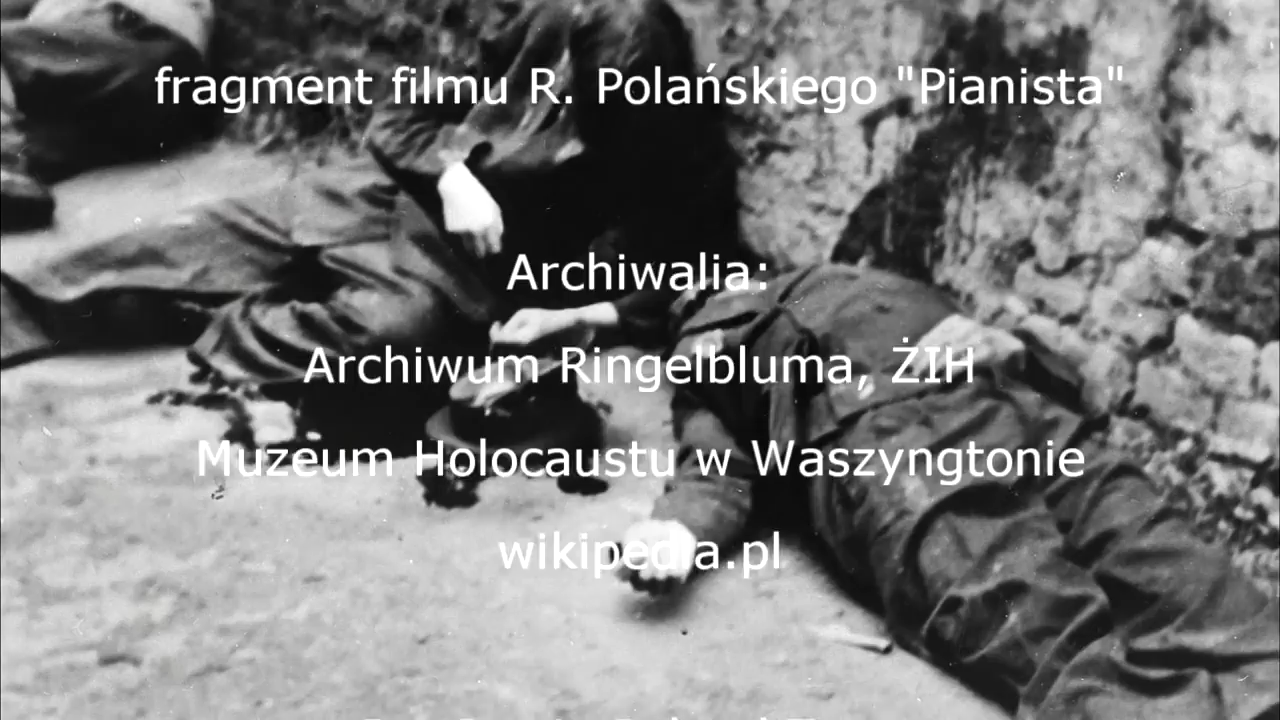 fragment filmu R. Polańskiego "Pianista"
Archiwalia:
Archiwum Ringelbluma, ŻIH
Muzeum Holocaustu w Waszyngtonie
wikipedia.pl